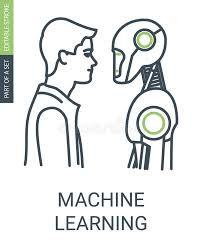 EDITABLE STROKE
PART OF A SET
MACHINE
LEARNING